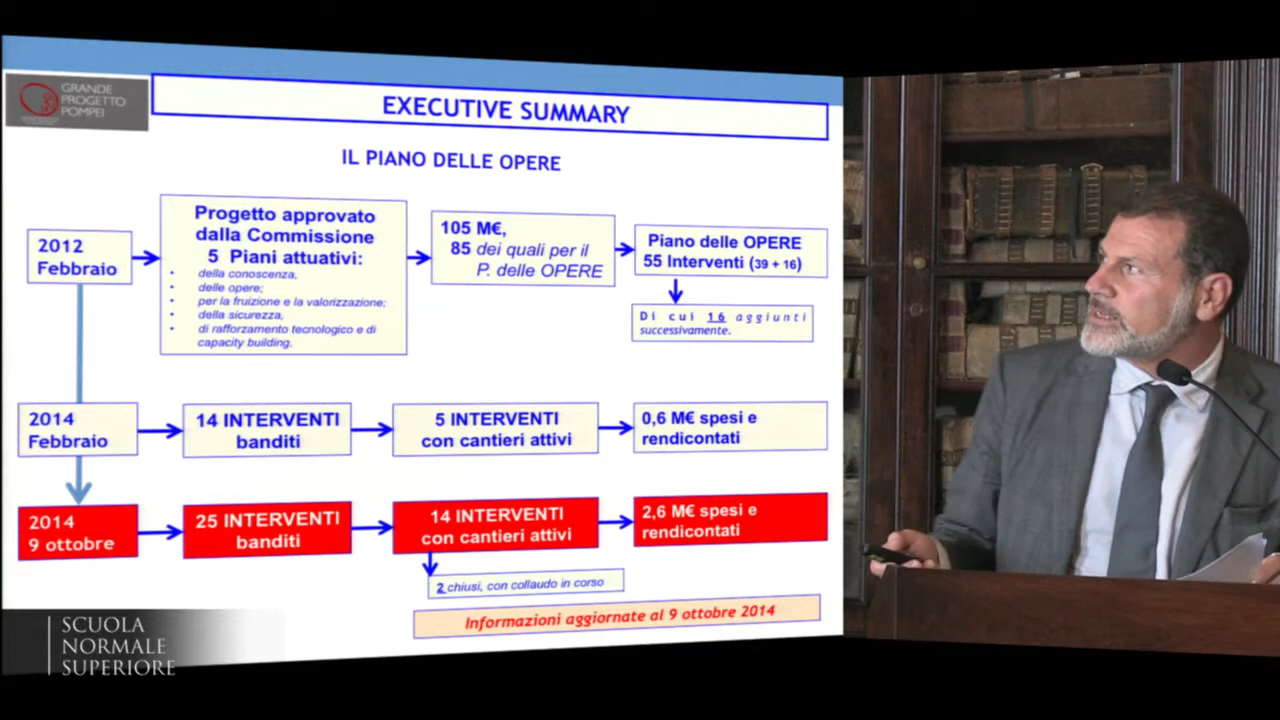 GRANDE
PROGETTO
POMPEI
EXECUTIVE SUMMARY
IL PIANO DELLE OPERE
2012
Febbraio
Progetto approvato
dalla Commissione
5 Piani attuativi:
• della conoscenza,
• delle opere;
• per la fruizione e la valorizzazione;
• della sicurezza,
• di rafforzamento tecnologico e di
capacity building.
105 M€,
85 dei quali per il
P. delle OPERE
Piano delle OPERE
55 Interventi (39 + 16)
Di cui 16 aggiunti
successivamente.
2014
Febbraio
14 INTERVENTI
banditi
5 INTERVENTI
con cantieri attivi
0,6 M€ spesi e
rendicontati
2014
9 ottobre
25 INTERVENTI
banditi
14 INTERVENTI
con cantieri attivi
2,6 M€ spesi e
rendicontati
2 chiusi, con collaudo in corso
Informazioni aggiornate al 9 ottobre 2014
SCUOLA
NORMALE
SUPERIORE